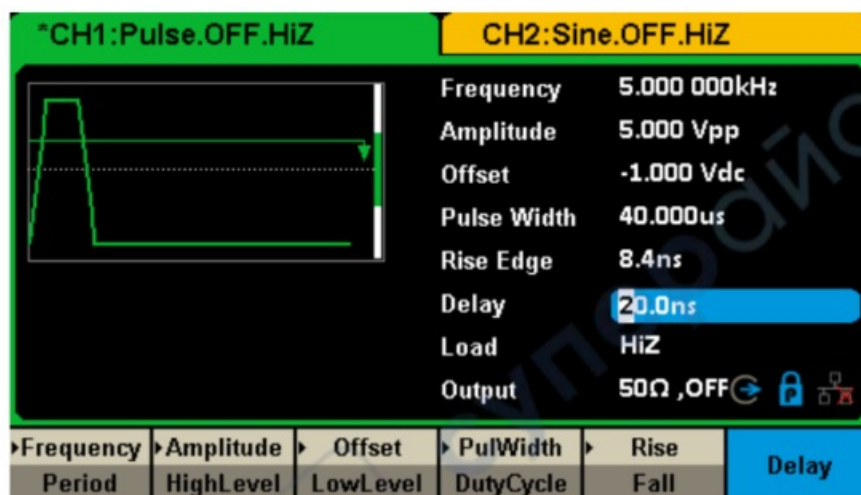 *CH1:Pulse.OFF.HiZ CH2:Sine.OFF.HiZ
Frequency 5.000 000kHz
Amplitude 5.000 Vpp
Offset -1.000 Vdc
Pulse Width 40.000us
Rise Edge 8.4ns
Delay 20.0ns
Load HiZ
Output 50Ω ,OFF P
Frequency Amplitude Offset PulWidth Rise Delay
Period HighLevel LowLevel DutyCycle Fall